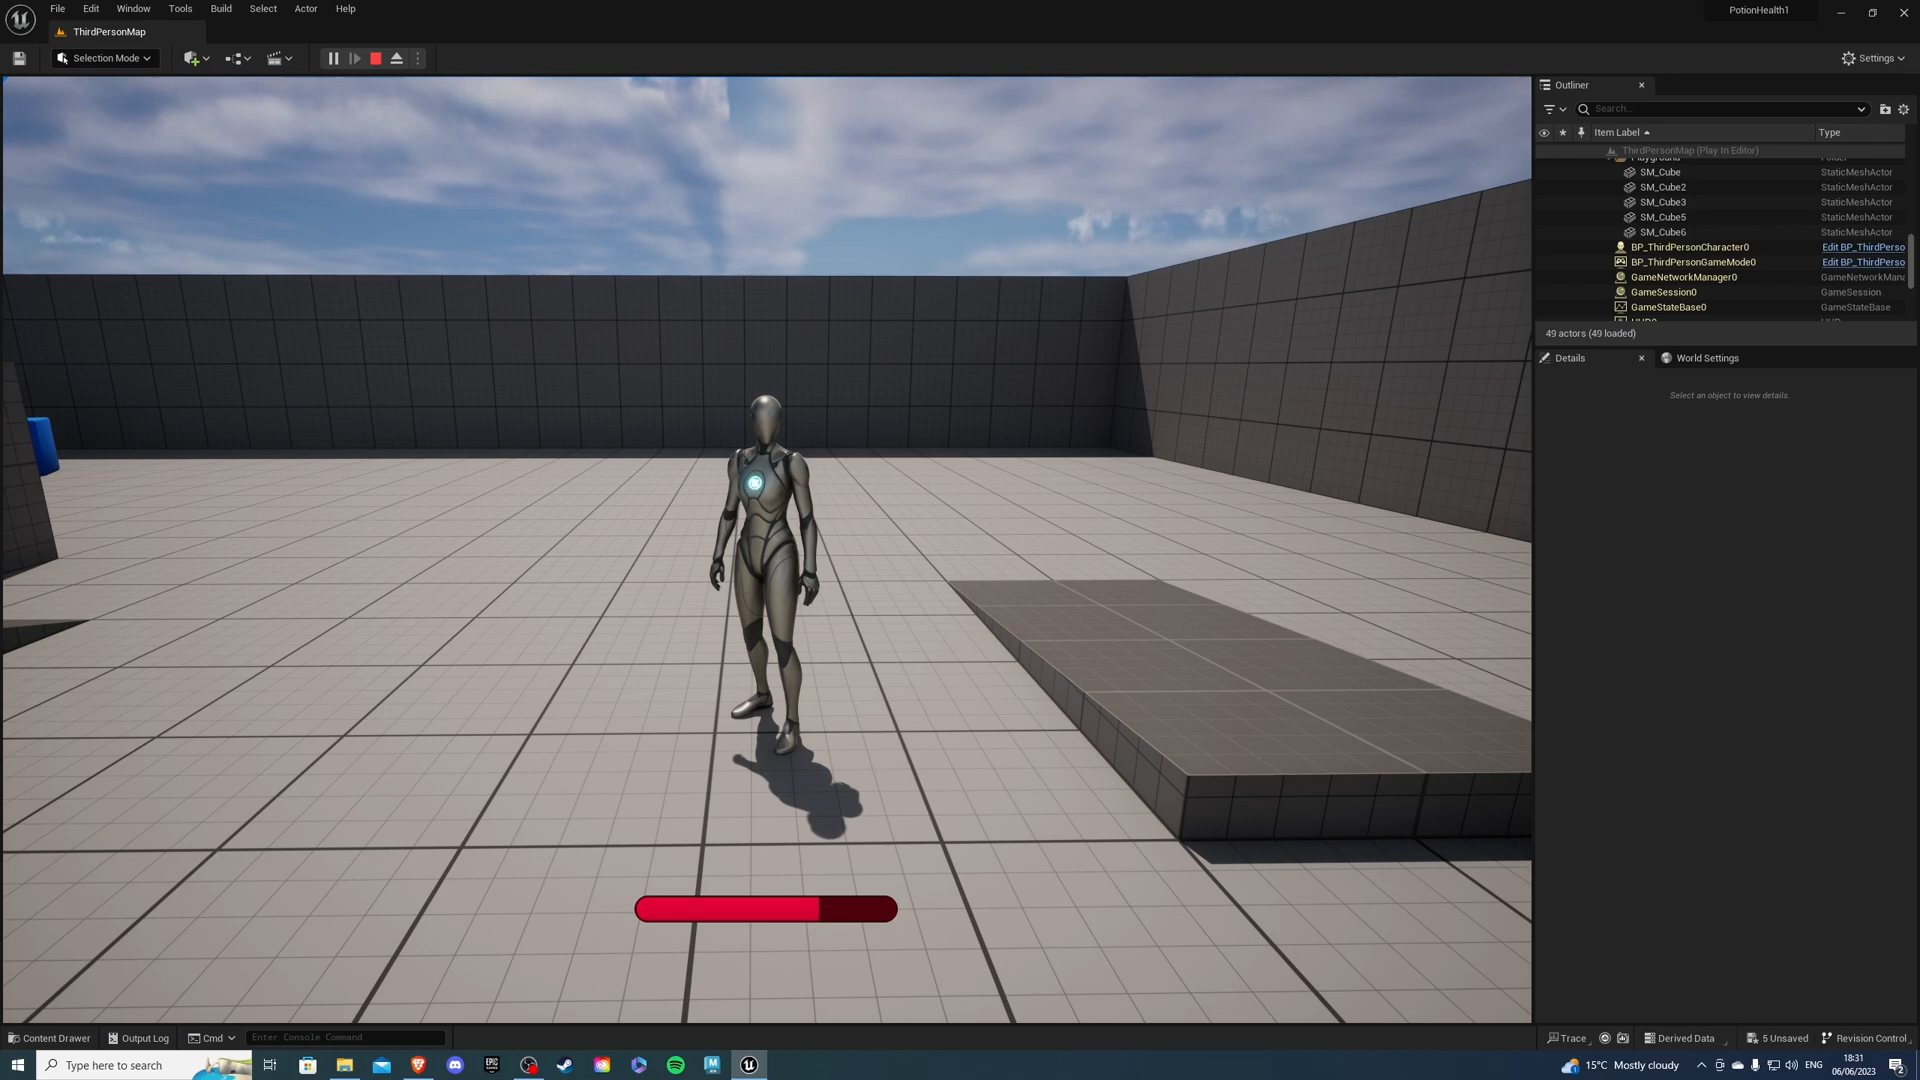 File Edit Window Tools Build Select Actor Help
PotionHealth1
ThirdPersonMap
Selection Mode
Settings
Outliner
Search...
Item Label Type
ThirdPersonMap (Play In Editor)
Playground Folder
SM_Cube StaticMeshActor
SM_Cube2 StaticMeshActor
SM_Cube3 StaticMeshActor
SM_Cube5 StaticMeshActor
SM_Cube6 StaticMeshActor
BP_ThirdPersonCharacter0 Edit BP_ThirdPerso
BP_ThirdPersonGameMode0 Edit BP_ThirdPerso
GameNetworkManager0 GameNetworkMana
GameSession0 GameSession
GameStateBase0 GameStateBase
49 actors (49 loaded)
Details World Settings
Select an object to view details.
Content Drawer Output Log Cmd Enter Console Command
Trace Derived Data 5 Unsaved Revision Control
Type here to search
15°C Mostly cloudy ENG
18:31
06/06/2023
2